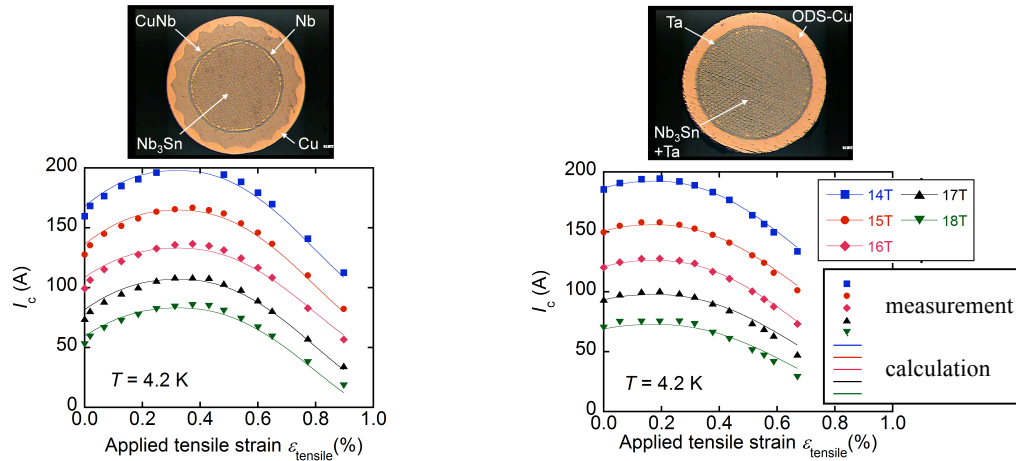 CuNb
Nb
Nb3Sn
Cu
Ta
ODS-Cu
Nb3Sn
+Ta
200
150
100
50
0
Ic (A)
T = 4.2 K
0.0 0.2 0.4 0.6 0.8 1.0
Applied tensile strain εtensile(%)
200
150
100
50
0
Ic (A)
T = 4.2 K
0.0 0.2 0.4 0.6 0.8 1.0
Applied tensile strain εtensile(%)
14T 17T
15T 18T
16T
measurement
calculation